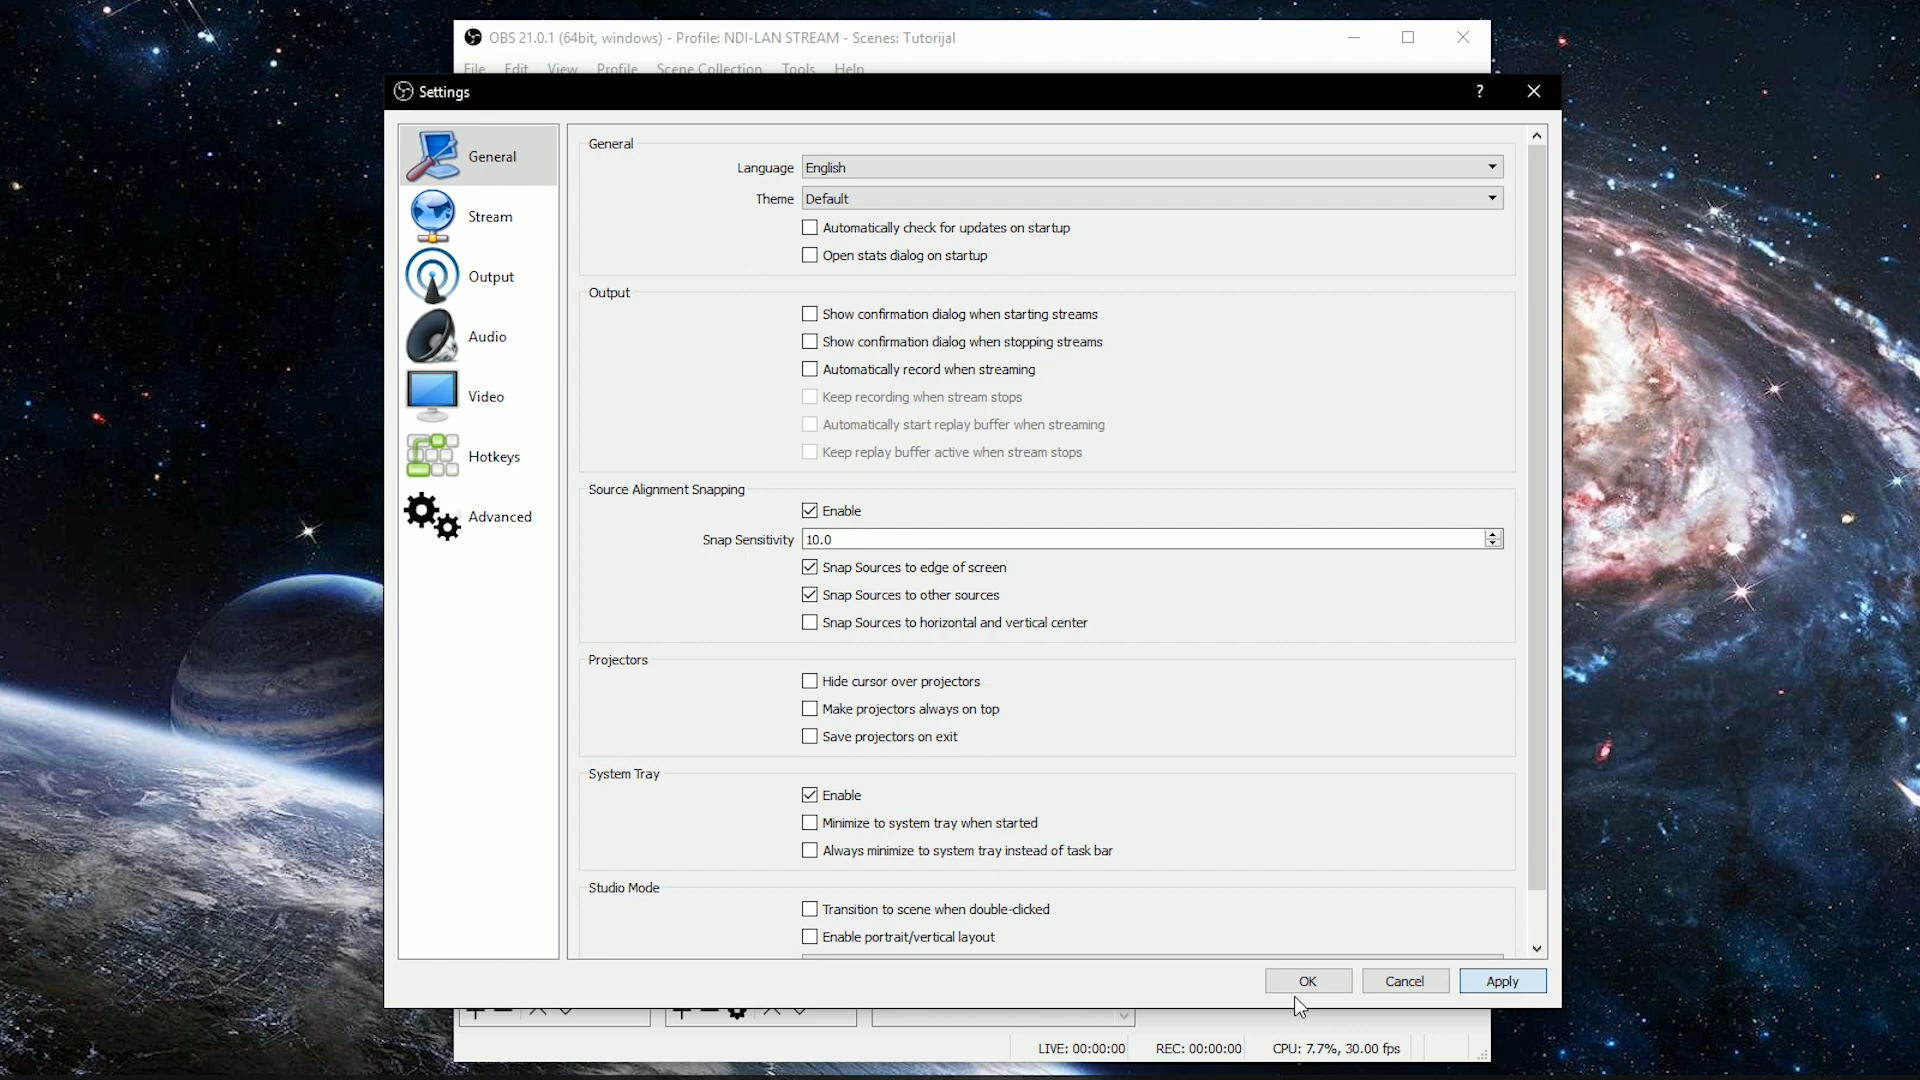 OBS 21.0.1 (64bit, windows) - Profile: NDI-LAN STREAM - Scenes: Tutorijal
File Edit View Profile Scene Collection Tools Help
Settings
?
General
Stream
Output
Audio
Video
Hotkeys
Advanced
General
Language English
Theme Default
Automatically check for updates on startup
Open stats dialog on startup
Output
Show confirmation dialog when starting streams
Show confirmation dialog when stopping streams
Automatically record when streaming
Keep recording when stream stops
Automatically start replay buffer when streaming
Keep replay buffer active when stream stops
Source Alignment Snapping
Enable
Snap Sensitivity 10.0
Snap Sources to edge of screen
Snap Sources to other sources
Snap Sources to horizontal and vertical center
Projectors
Hide cursor over projectors
Make projectors always on top
Save projectors on exit
System Tray
Enable
Minimize to system tray when started
Always minimize to system tray instead of task bar
Studio Mode
Transition to scene when double-clicked
Enable portrait/vertical layout
OK Cancel Apply
LIVE: 00:00:00 REC: 00:00:00 CPU: 7.7%, 30.00 fps